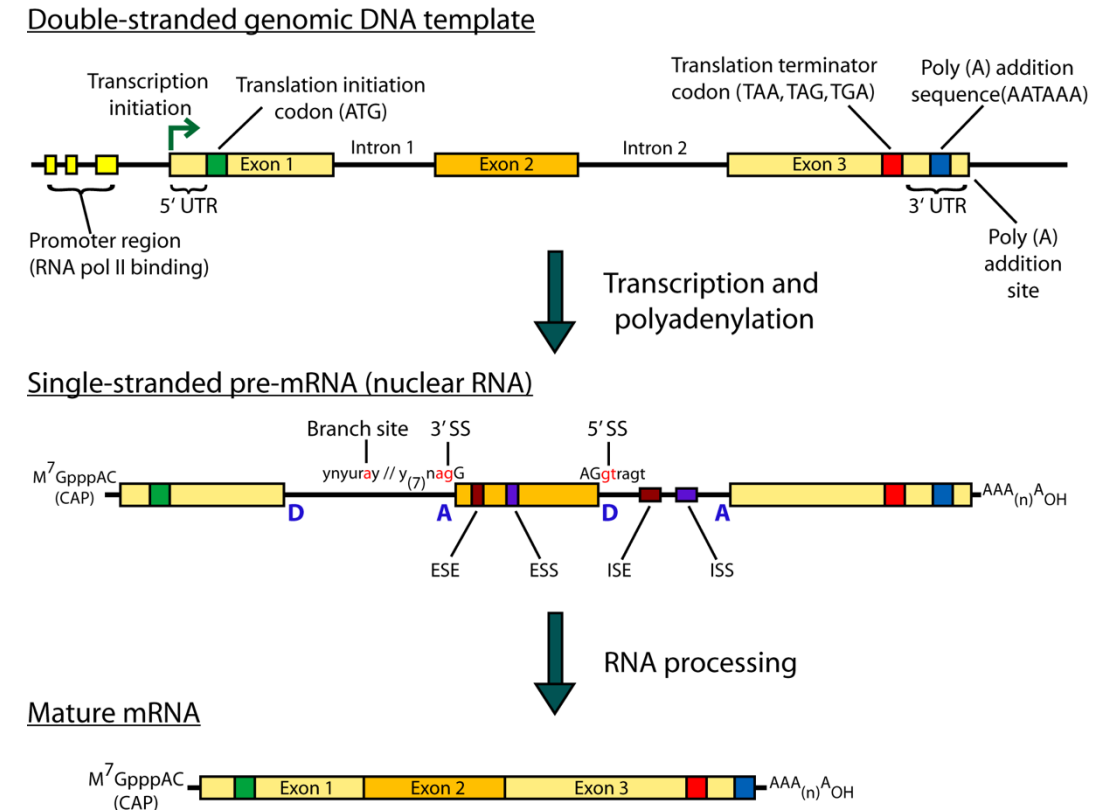 Double-stranded genomic DNA template
Transcription
initiation
Translation initiation
codon (ATG)
Translation terminator
codon (TAA, TAG, TGA)
Poly (A) addition
sequence(AATAAA)
Exon 1
Intron 1
Exon 2
Intron 2
Exon 3
5' UTR
3' UTR
Promoter region
(RNA pol II binding)
Poly (A)
addition
site
Transcription and
polyadenylation
Single-stranded pre-mRNA (nuclear RNA)
Branch site
3' SS
5' SS
ynyuray // y(7)nagG
AGgtragt
M7GpppAC
(CAP)
AAA(n)AOH
D
A
D
A
ESE
ESS
ISE
ISS
RNA processing
Mature mRNA
M7GpppAC
(CAP)
Exon 1
Exon 2
Exon 3
AAA(n)AOH